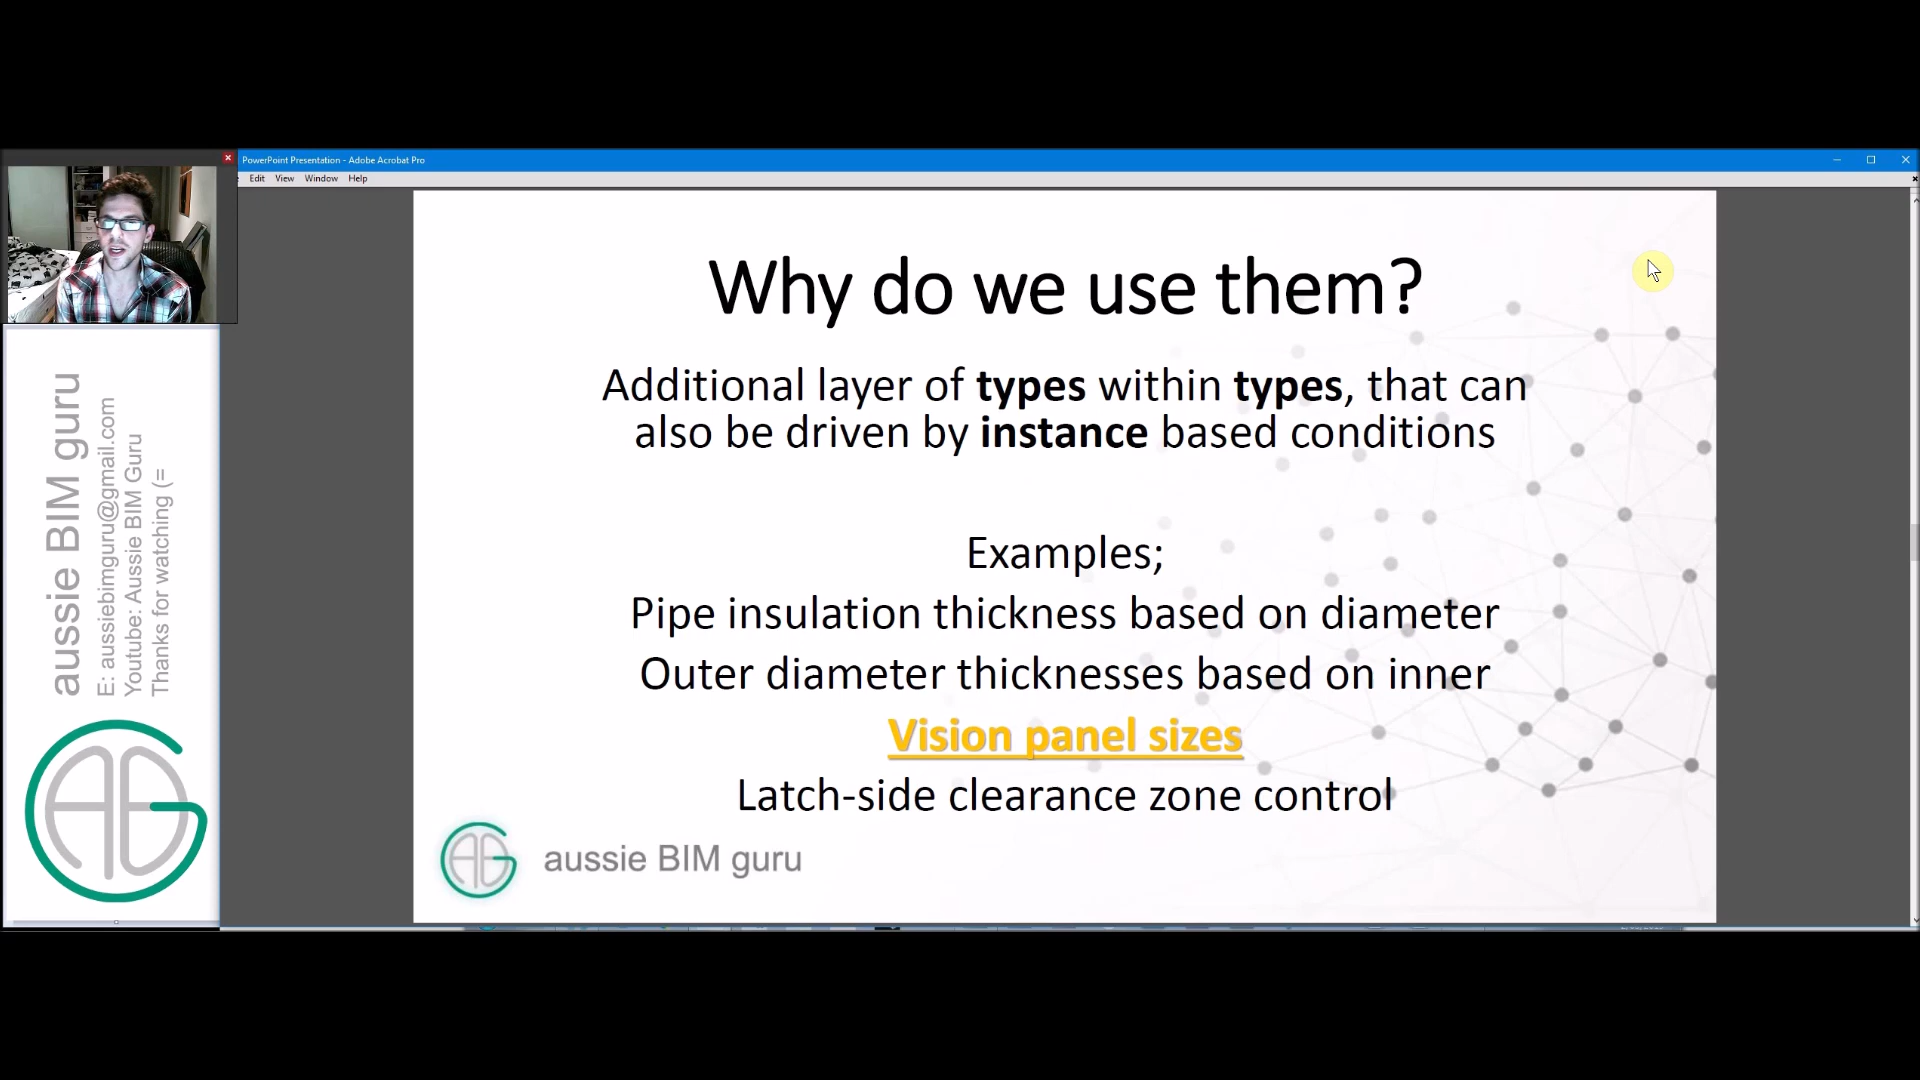 PowerPoint Presentation - Adobe Acrobat Pro
Edit View Window Help
aussie BIM guru
E: aussiebimguru@gmail.com
Youtube: Aussie BIM Guru
Thanks for watching (=
Why do we use them?
Additional layer of types within types, that can
also be driven by instance based conditions
Examples;
Pipe insulation thickness based on diameter
Outer diameter thicknesses based on inner
Vision panel sizes
Latch-side clearance zone control
aussie BIM guru